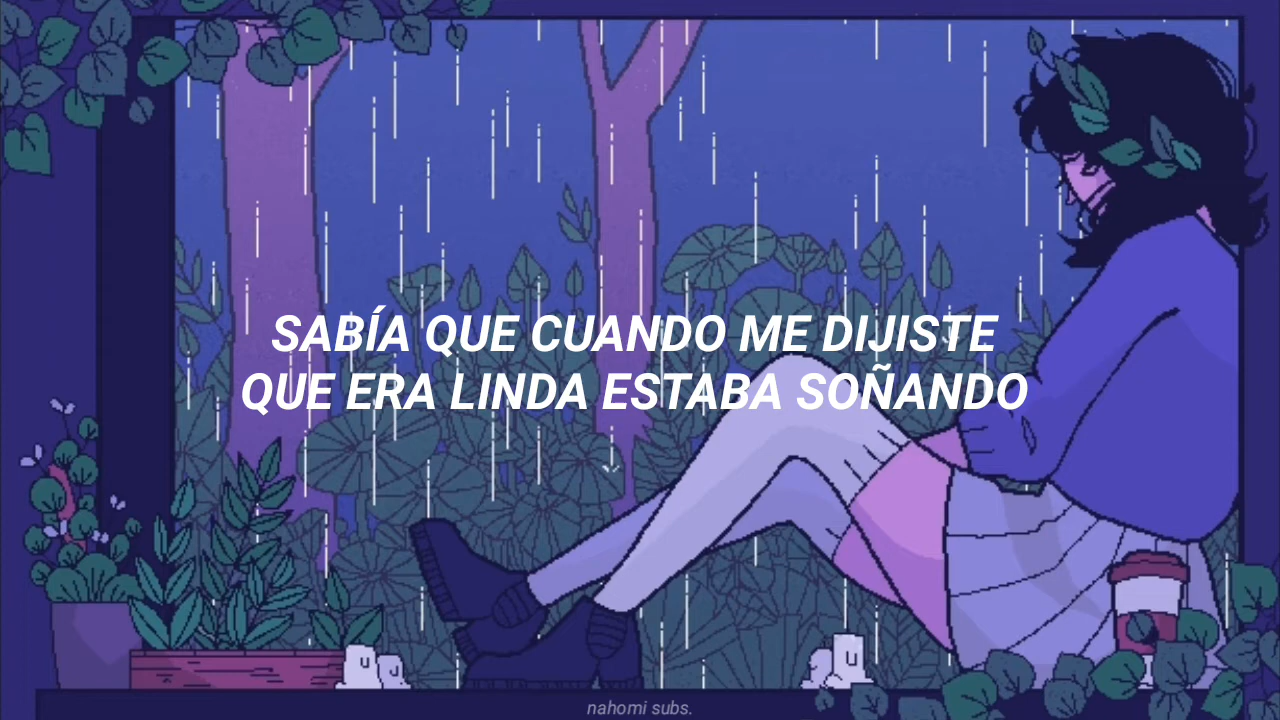 SABÍA QUE CUANDO ME DIJISTE
QUE ERA LINDA ESTABA SOÑANDO
nahomi subs.